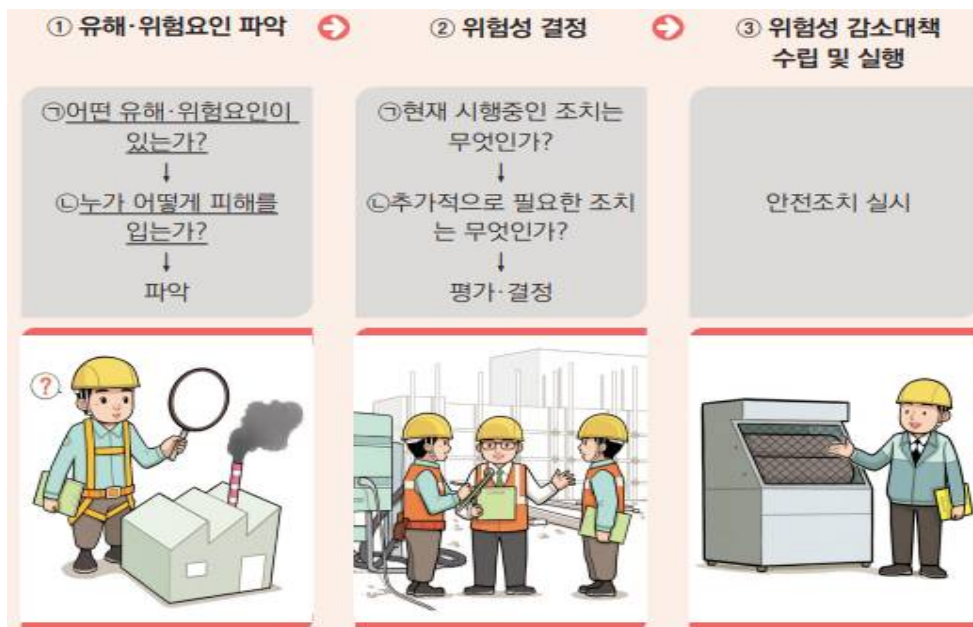 ① 유해·위험요인 파악
② 위험성 결정
③ 위험성 감소대책
수립 및 실행
㉠어떤 유해·위험요인이
있는가?
↓
㉡누가 어떻게 피해를
입는가?
↓
파악
㉠현재 시행중인 조치는
무엇인가?
↓
㉡추가적으로 필요한 조치
는 무엇인가?
↓
평가·결정
안전조치 실시
?